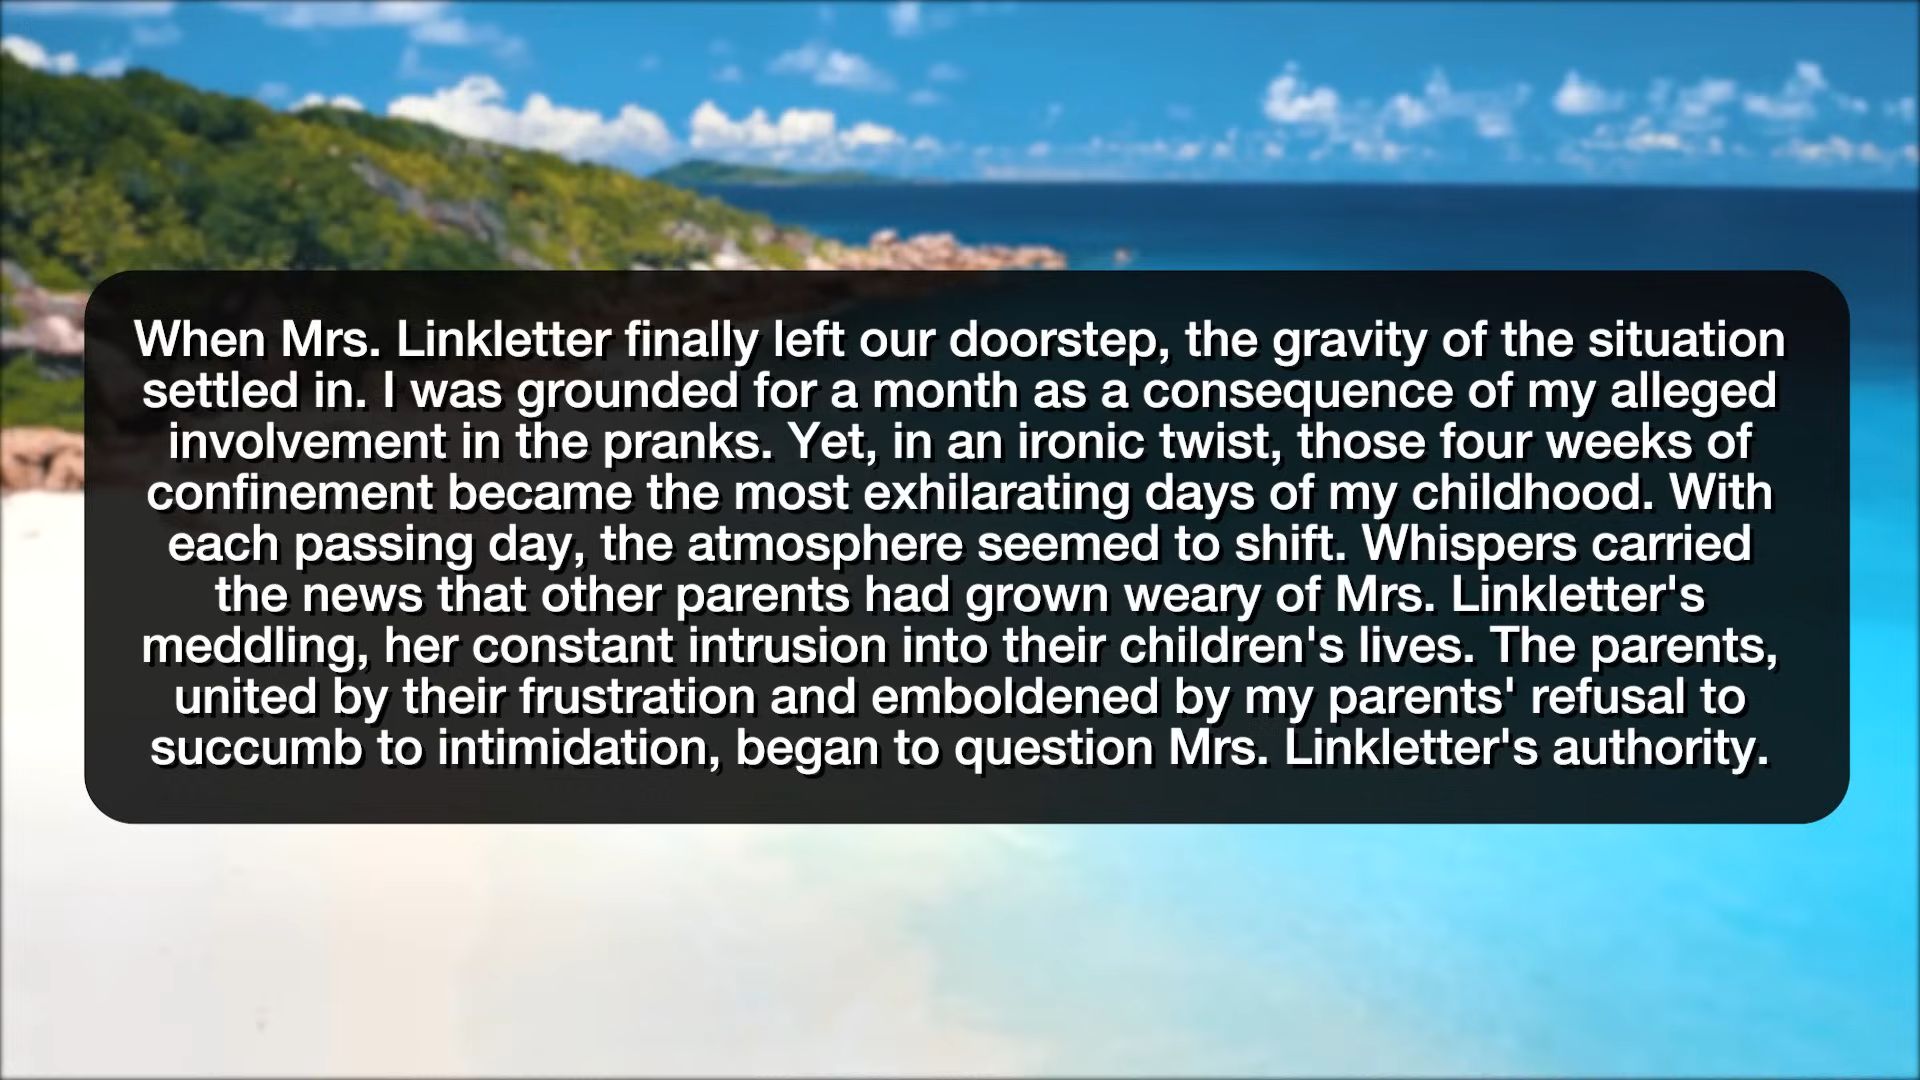 When Mrs. Linkletter finally left our doorstep, the gravity of the situation
settled in. I was grounded for a month as a consequence of my alleged
involvement in the pranks. Yet, in an ironic twist, those four weeks of
confinement became the most exhilarating days of my childhood. With
each passing day, the atmosphere seemed to shift. Whispers carried
the news that other parents had grown weary of Mrs. Linkletter's
meddling, her constant intrusion into their children's lives. The parents,
united by their frustration and emboldened by my parents' refusal to
succumb to intimidation, began to question Mrs. Linkletter's authority.